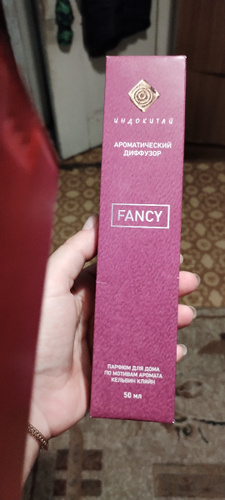 ИНДОКИТАЙ
АРОМАТИЧЕСКИЙ
ДИФФУЗОР
FANCY
ПАРФЮМ ДЛЯ ДОМА
ПО МОТИВАМ АРОМАТА
КЕЛЬВИН КЛЯЙН
50 МЛ